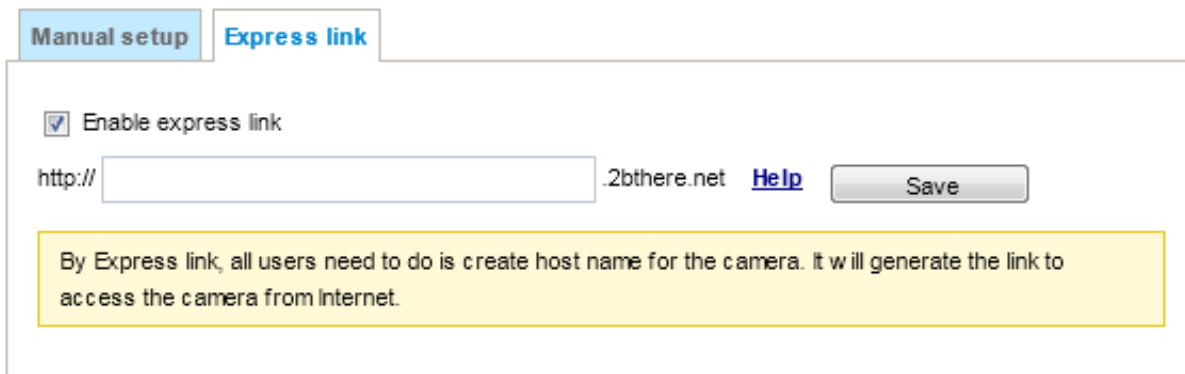 Manual setup Express link
Enable express link
http:// .2bthere.net Help Save
By Express link, all users need to do is create host name for the camera. It will generate the link to
access the camera from Internet.